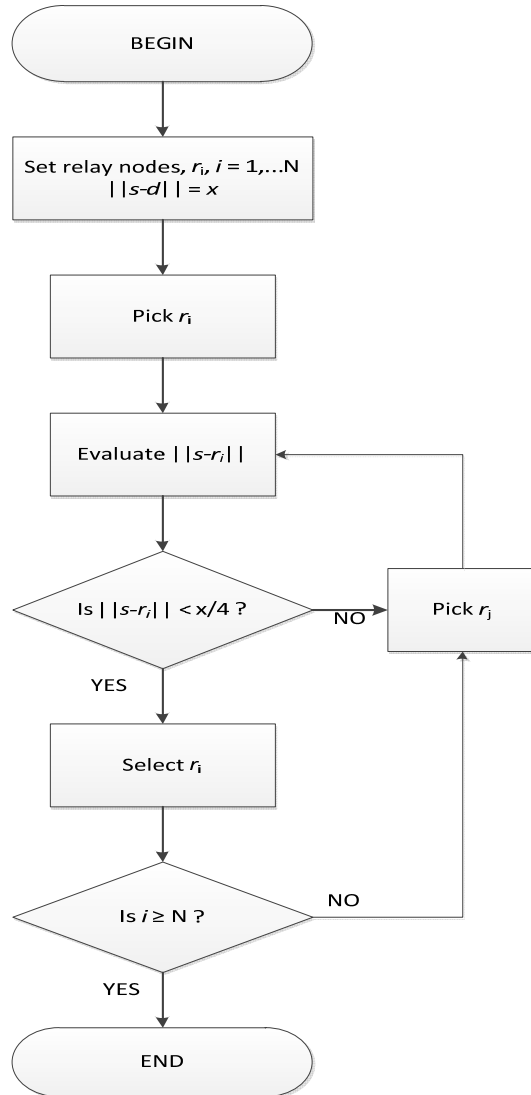 BEGIN
Set relay nodes, rᵢ, i = 1,...N
||s-d|| = x
Pick rᵢ
Evaluate ||s-rᵢ||
Is ||s-rᵢ|| < x/4 ?
NO
Pick rⱼ
YES
Select rᵢ
Is i ≥ N ?
NO
YES
END